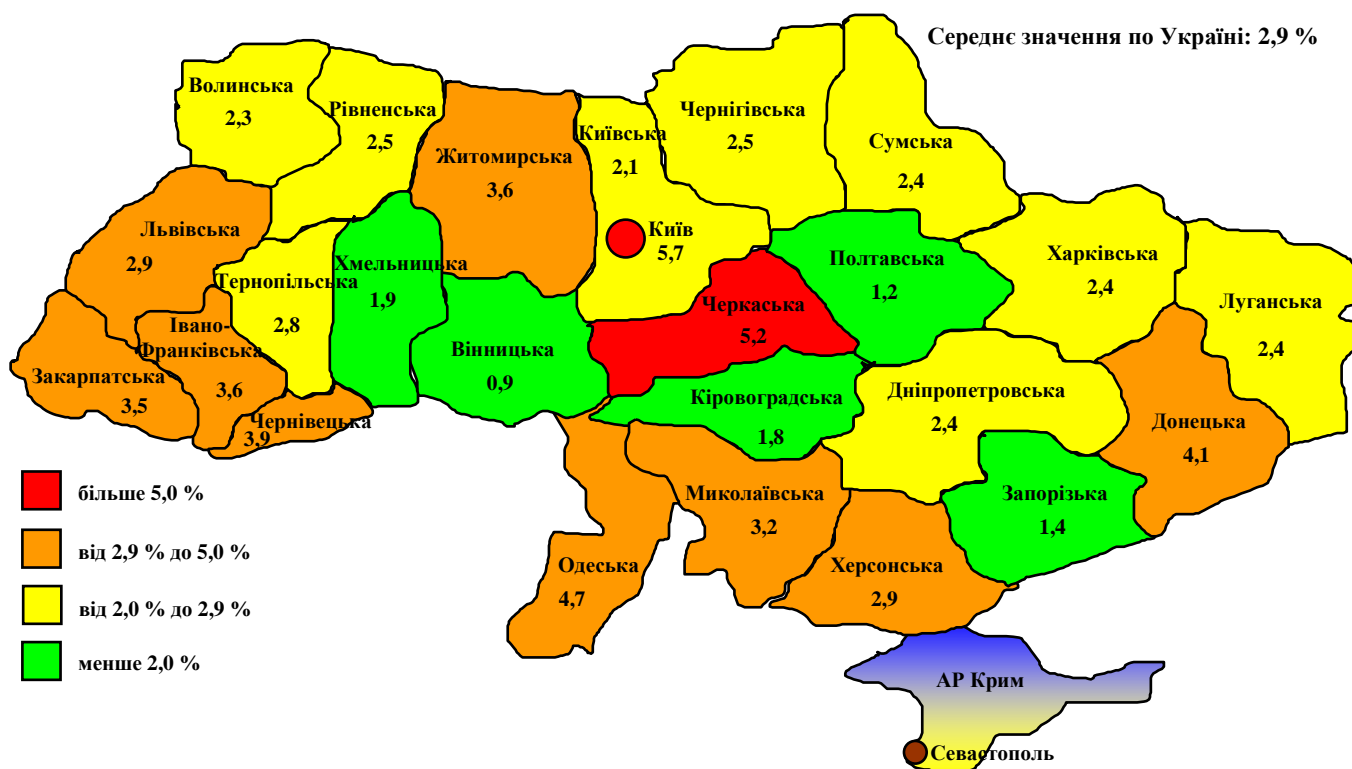 Середнє значення по Україні: 2,9 %
Волинська
2,3
Рівненська
2,5
Житомирська
3,6
Київська
2,1
Чернігівська
2,5
Сумська
2,4
Київ
5,7
Львівська
2,9
Тернопільська
2,8
Хмельницька
1,9
Вінницька
0,9
Черкаська
5,2
Полтавська
1,2
Харківська
2,4
Луганська
2,4
Закарпатська
3,5
Івано-
Франківська
3,6
Чернівецька
3,9
Кіровоградська
1,8
Дніпропетровська
2,4
Донецька
4,1
Одеська
4,7
Миколаївська
3,2
Херсонська
2,9
Запорізька
1,4
АР Крим
Севастополь
більше 5,0 %
від 2,9 % до 5,0 %
від 2,0 % до 2,9 %
менше 2,0 %